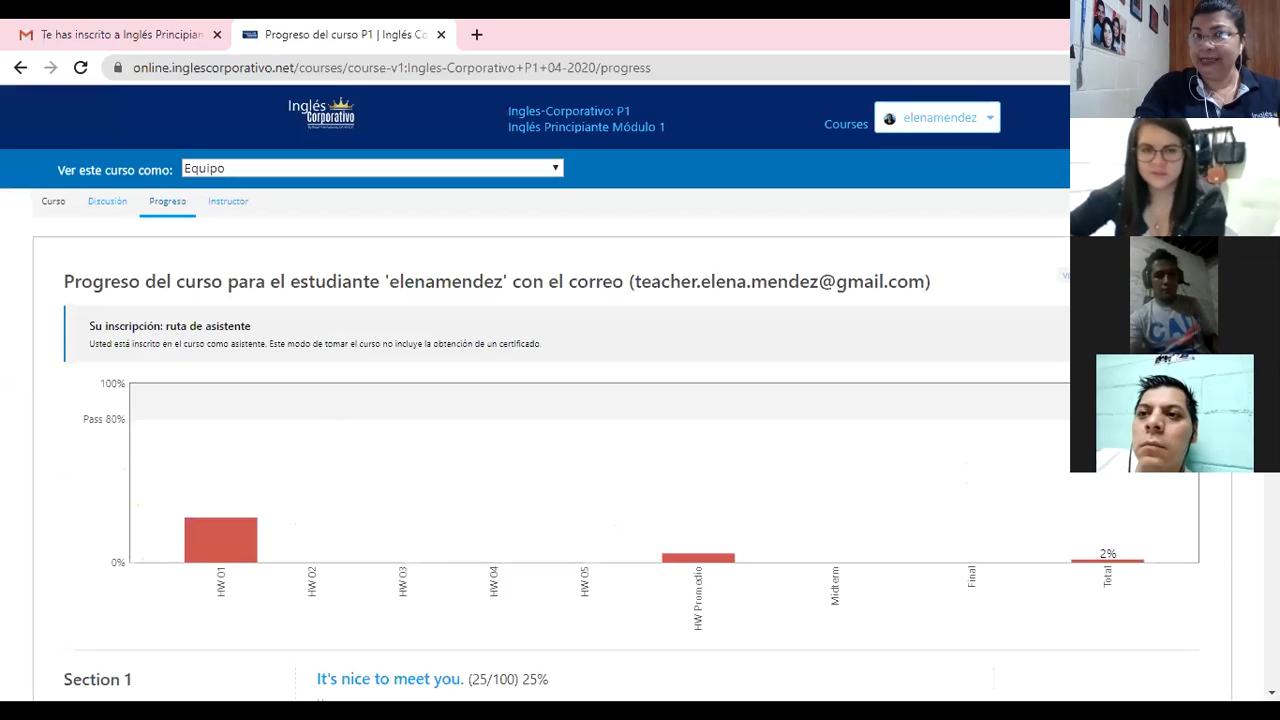 Te has inscrito a Inglés Principian
Progreso del curso P1 | Inglés Co
online.inglescorporativo.net/courses/course-v1:Ingles-Corporativo+P1+04-2020/progress
Inglés
Corporativo
Ingles-Corporativo: P1
Inglés Principiante Módulo 1
Courses
elenamendez
Ver este curso como:
Equipo
Curso
Discusión
Progreso
Instructor
Progreso del curso para el estudiante 'elenamendez' con el correo (teacher.elena.mendez@gmail.com)
Su inscripción: ruta de asistente
Usted está inscrito en el curso como asistente. Este modo de tomar el curso no incluye la obtención de un certificado.
100%
Pass 80%
0%
2%
HW 01
HW 02
HW 03
HW 04
HW 05
HW Promedio
Midterm
Final
Total
Section 1
It's nice to meet you. (25/100) 25%